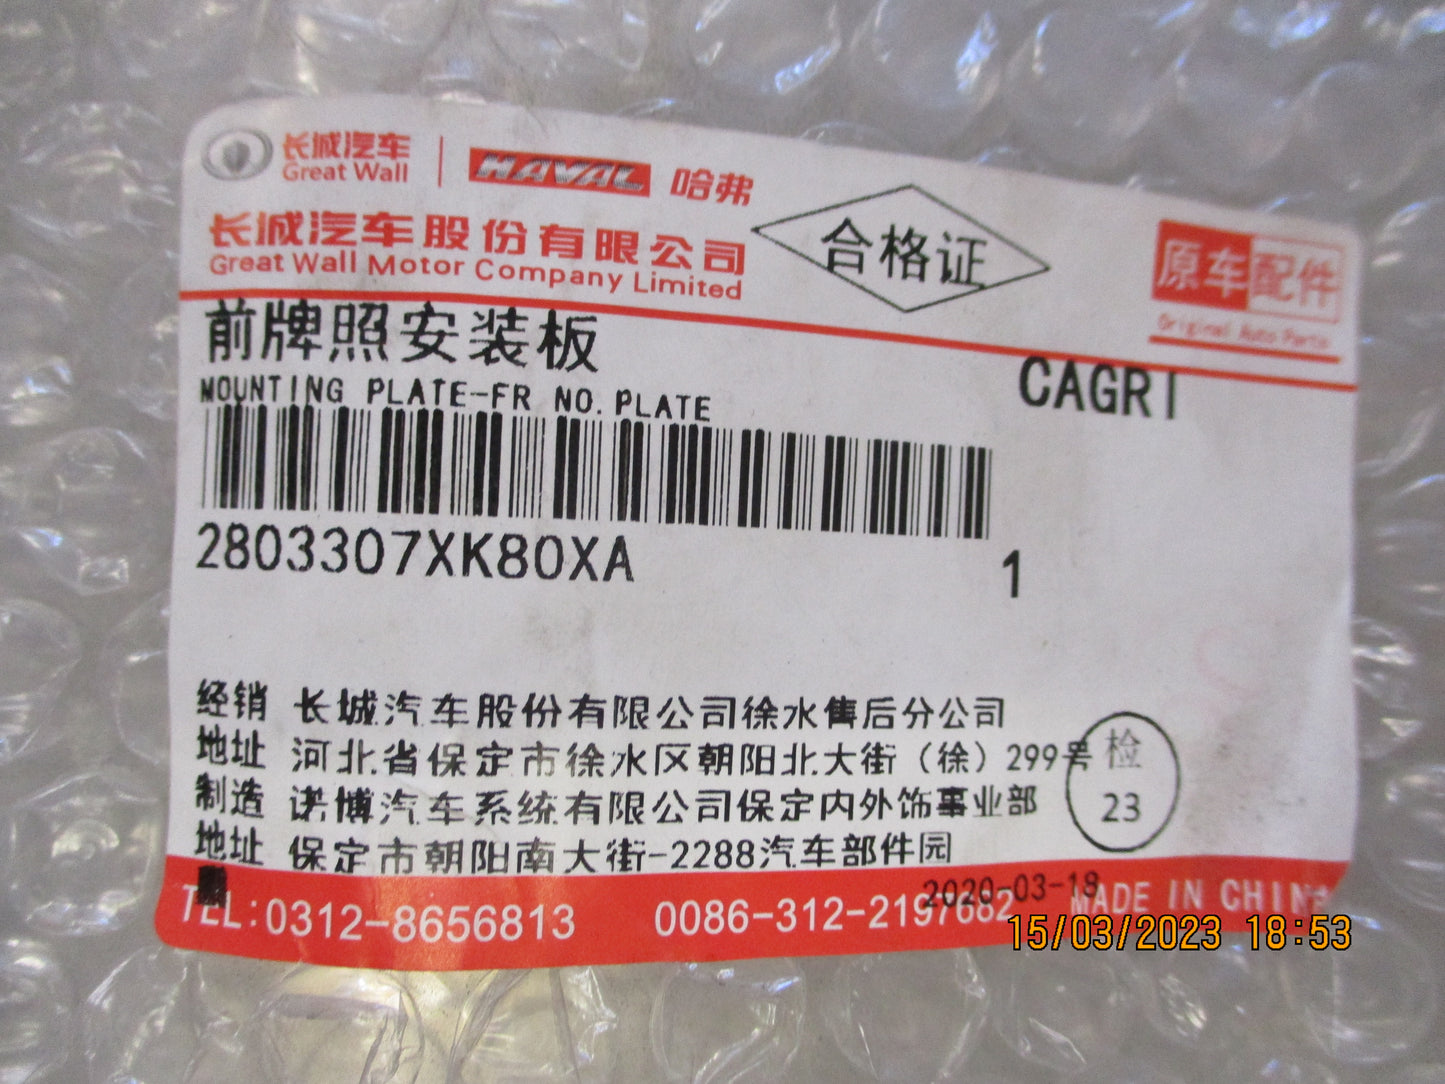 长城汽车
Great Wall
HAVAL 哈弗
长城汽车股份有限公司
Great Wall Motor Company Limited
合格证
原车配件
Original Auto Parts
前牌照安装板
MOUNTING PLATE-FR NO.PLATE
CAGRI
2803307XK80XA
1
经销 长城汽车股份有限公司徐水售后分公司
地址 河北省保定市徐水区朝阳北大街（徐）299号
制造 诺博汽车系统有限公司保定内外饰事业部
地址 保定市朝阳南大街-2288汽车部件园
检
23
2020-03-18
TEL:0312-8656813 0086-312-2197682 MADE IN CHINA
15/03/2023 18:53